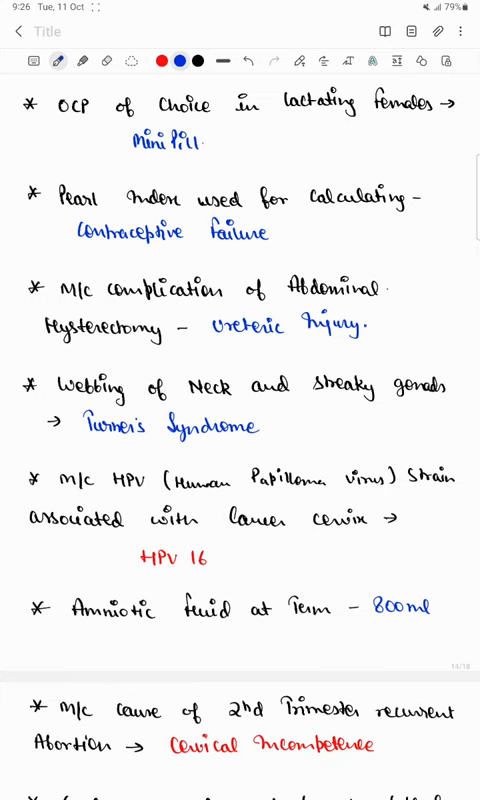 9:26 Tue, 11 Oct
79%
Title
* OCP of Choice in lactating females →
Mini Pill.
* Pearl Index used for Calculating -
Contraceptive Failure
* M/c complication of Abdominal
Hysterectomy - Ureteric Injury.
* Webbing of Neck and Streaky gonads
→ Turner's Syndrome
* M/c HPV (Human Papilloma virus) Strain
associated with Cancer cervix →
HPV 16
* Amniotic fluid at Term - 800ml
14/18
* M/c cause of 2nd Trimester recurrent
Abortion → Cervical Incompetence